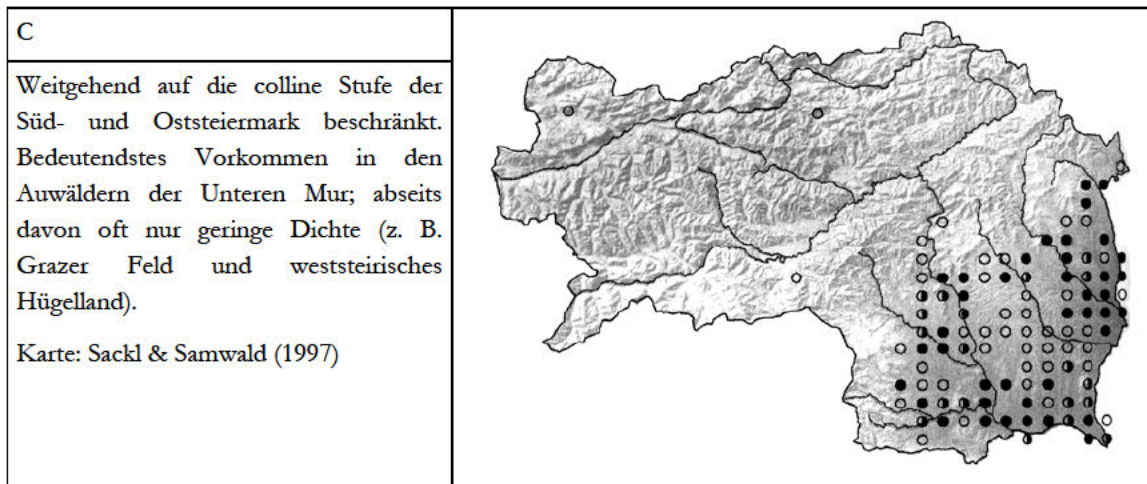 C
Weitgehend auf die colline Stufe der
Süd- und Oststeiermark beschränkt.
Bedeutendstes Vorkommen in den
Auwäldern der Unteren Mur; abseits
davon oft nur geringe Dichte (z. B.
Grazer Feld und weststeirisches
Hügelland).
Karte: Sackl & Samwald (1997)